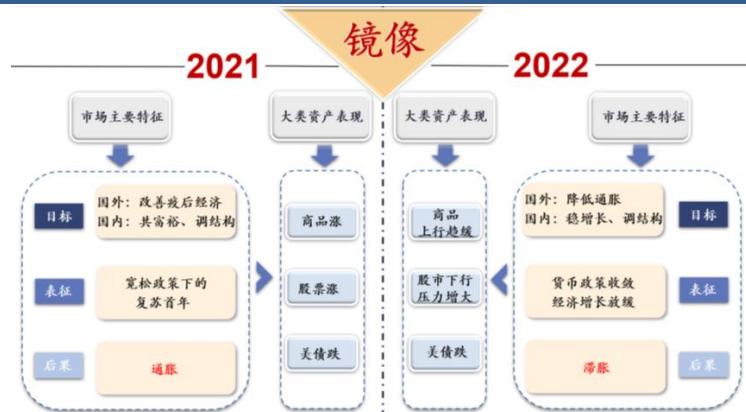 镜像
2021
2022
市场主要特征
大类资产表现
大类资产表现
市场主要特征
目标
国外：改善疫后经济
国内：共富裕、调结构
表征
宽松政策下的
复苏首年
后果
通胀
商品涨
股票涨
美债跌
商品
上行趋缓
股市下行
压力增大
美债跌
国外：降低通胀
国内：稳增长、调结构
目标
货币政策收敛
经济增长放缓
表征
滞胀
后果